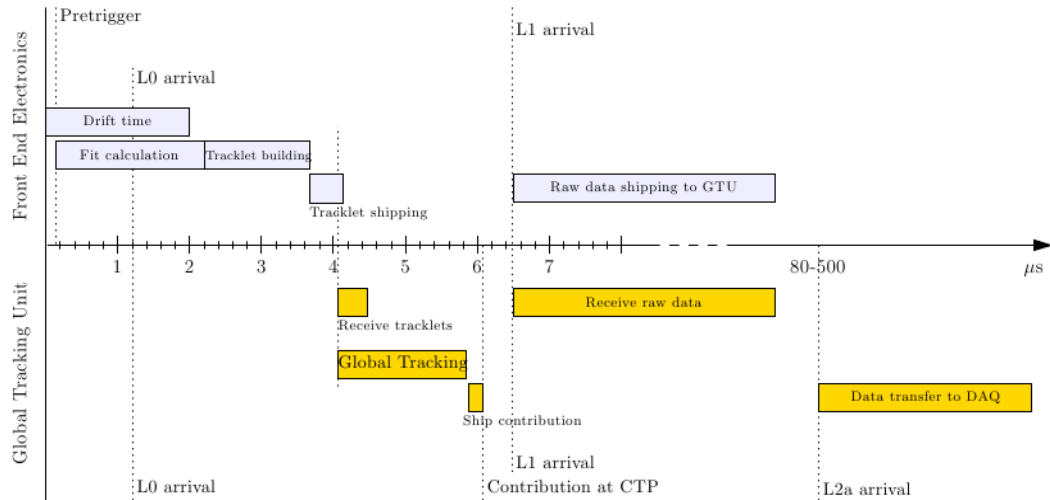 Pretrigger
L1 arrival
L0 arrival
Front End Electronics
Drift time
Fit calculation
Tracklet building
Raw data shipping to GTU
Tracklet shipping
1 2 3 4 5 6 7 80-500 μs
Global Tracking Unit
Receive raw data
Receive tracklets
Global Tracking
Data transfer to DAQ
Ship contribution
L1 arrival
L0 arrival
Contribution at CTP
L2a arrival